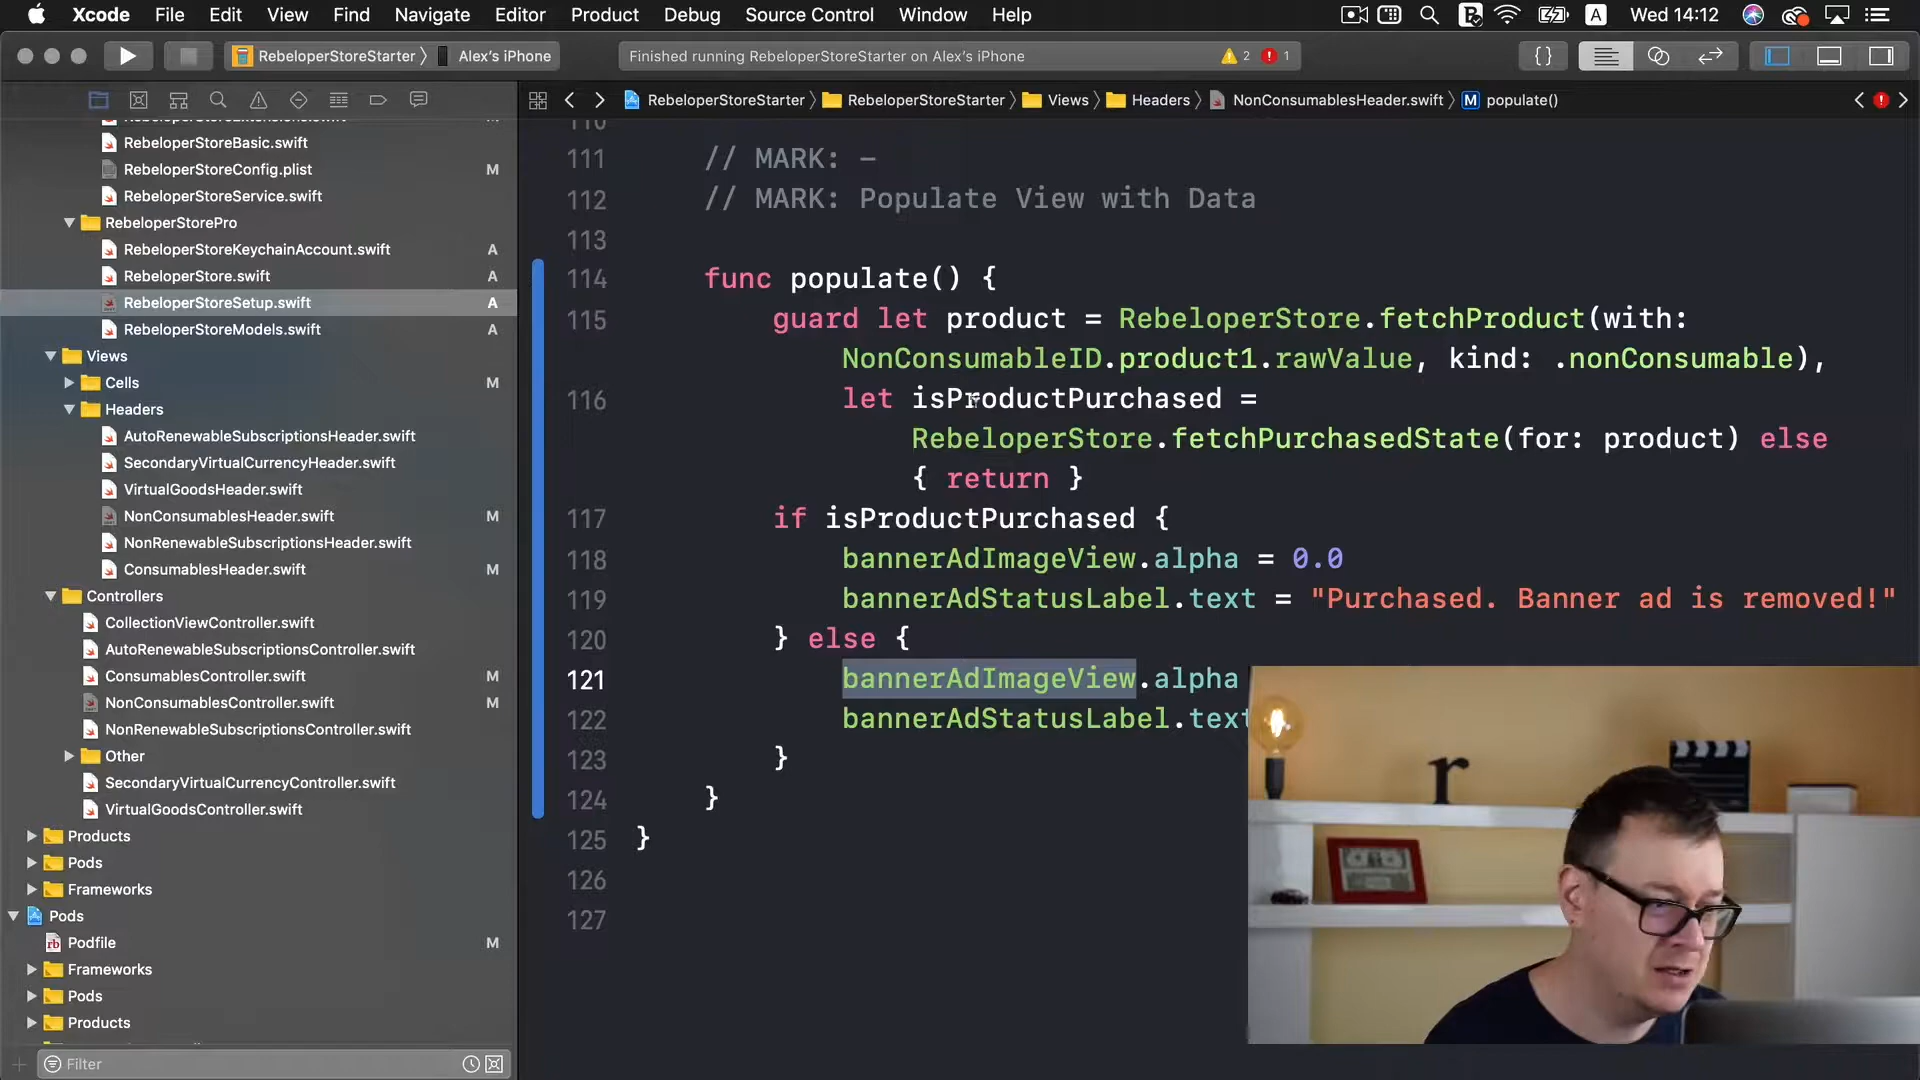 Xcode File Edit View Find Navigate Editor Product Debug Source Control Window Help A Wed 14:12
RebeloperStoreStarter Alex's iPhone Finished running RebeloperStoreStarter on Alex's iPhone 2 1
RebeloperStoreStarter RebeloperStoreStarter Views Headers NonConsumablesHeader.swift M populate()
RebeloperStoreBasic.swift
RebeloperStoreConfig.plist M
RebeloperStoreService.swift
RebeloperStorePro
RebeloperStoreKeychainAccount.swift A
RebeloperStore.swift A
RebeloperStoreSetup.swift A
RebeloperStoreModels.swift A
Views
Cells M
Headers
AutoRenewableSubscriptionsHeader.swift
SecondaryVirtualCurrencyHeader.swift
VirtualGoodsHeader.swift
NonConsumablesHeader.swift M
NonRenewableSubscriptionsHeader.swift
ConsumablesHeader.swift M
Controllers
CollectionViewController.swift
AutoRenewableSubscriptionsController.swift
ConsumablesController.swift M
NonConsumablesController.swift M
NonRenewableSubscriptionsController.swift
Other
SecondaryVirtualCurrencyController.swift
VirtualGoodsController.swift
Products
Pods
Frameworks
Pods
Podfile M
Frameworks
Pods
Products
Filter
110
111 // MARK: -
112 // MARK: Populate View with Data
113
114 func populate() {
115 guard let product = RebeloperStore.fetchProduct(with:
NonConsumableID.product1.rawValue, kind: .nonConsumable),
116 let isProductPurchased =
RebeloperStore.fetchPurchasedState(for: product) else
{ return }
117 if isProductPurchased {
118 bannerAdImageView.alpha = 0.0
119 bannerAdStatusLabel.text = "Purchased. Banner ad is removed!"
120 } else {
121 bannerAdImageView.alpha
122 bannerAdStatusLabel.text
123 }
124 }
125 }
126
127
r